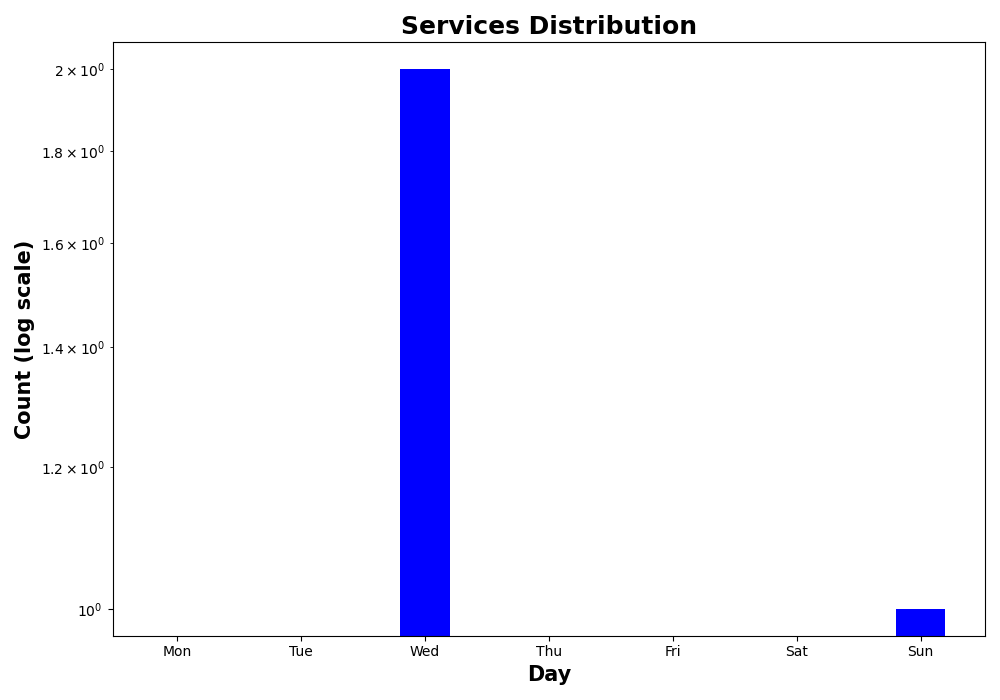 Services Distribution
Count (log scale)
2 × 10⁰
1.8 × 10⁰
1.6 × 10⁰
1.4 × 10⁰
1.2 × 10⁰
10⁰
Mon Tue Wed Thu Fri Sat Sun
Day